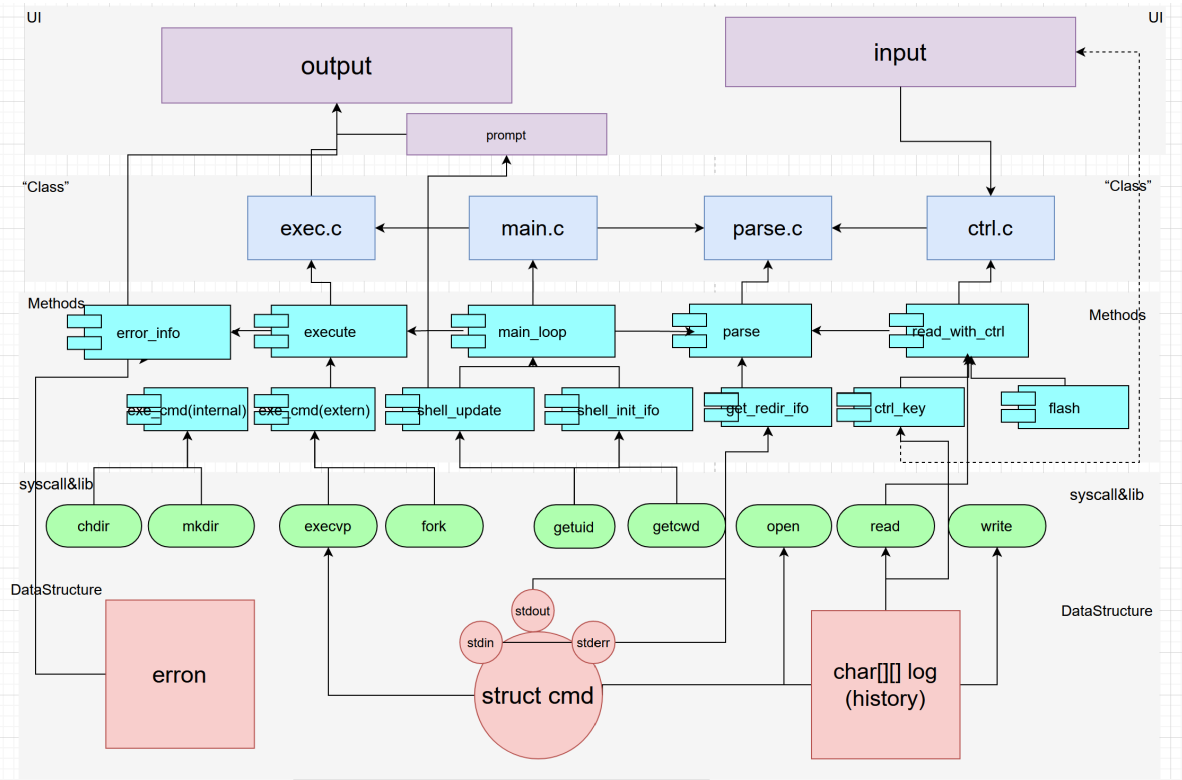 UI
UI
output
input
prompt
“Class”
“Class”
exec.c
main.c
parse.c
ctrl.c
Methods
Methods
error_info
execute
main_loop
parse
read_with_ctrl
exe_cmd(internal)
exe_cmd(extern)
shell_update
shell_init_ifo
get_redir_ifo
ctrl_key
flash
syscall&lib
syscall&lib
chdir
mkdir
execvp
fork
getuid
getcwd
open
read
write
DataStructure
DataStructure
stdout
stdin
stderr
erron
struct cmd
char[][] log
(history)